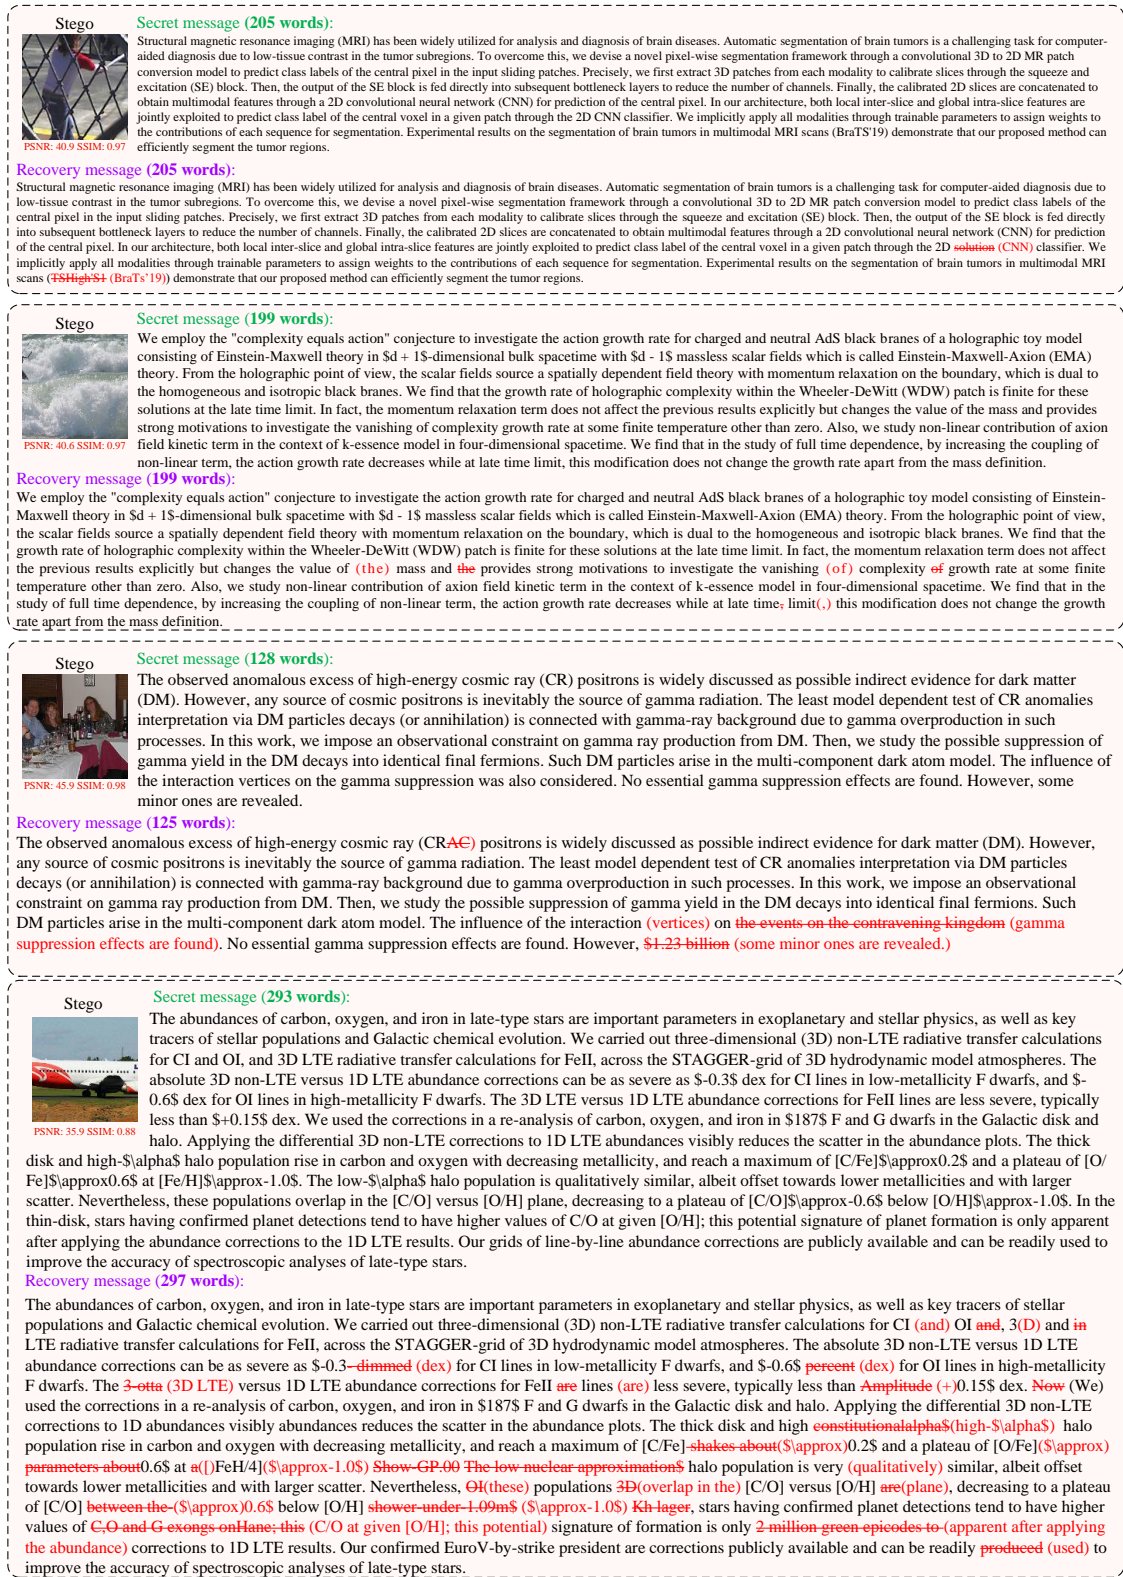 Stego
Secret message (205 words):
Structural magnetic resonance imaging (MRI) has been widely utilized for analysis and diagnosis of brain diseases. Automatic segmentation of brain tumors is a challenging task for computer-
aided diagnosis due to low-tissue contrast in the tumor subregions. To overcome this, we devise a novel pixel-wise segmentation framework through a convolutional 3D to 2D MR patch
conversion model to predict class labels of the central pixel in the input sliding patches. Precisely, we first extract 3D patches from each modality to calibrate slices through the squeeze and
excitation (SE) block. Then, the output of the SE block is fed directly into subsequent bottleneck layers to reduce the number of channels. Finally, the calibrated 2D slices are concatenated to
obtain multimodal features through a 2D convolutional neural network (CNN) for prediction of the central pixel. In our architecture, both local inter-slice and global intra-slice features are
jointly exploited to predict class label of the central voxel in a given patch through the 2D CNN classifier. We implicitly apply all modalities through trainable parameters to assign weights to
the contributions of each sequence for segmentation. Experimental results on the segmentation of brain tumors in multimodal MRI scans (BraTS'19) demonstrate that our proposed method can
efficiently segment the tumor regions.
PSNR: 40.9 SSIM: 0.97
Recovery message (205 words):
Structural magnetic resonance imaging (MRI) has been widely utilized for analysis and diagnosis of brain diseases. Automatic segmentation of brain tumors is a challenging task for computer-aided diagnosis due to
low-tissue contrast in the tumor subregions. To overcome this, we devise a novel pixel-wise segmentation framework through a convolutional 3D to 2D MR patch conversion model to predict class labels of the
central pixel in the input sliding patches. Precisely, we first extract 3D patches from each modality to calibrate slices through the squeeze and excitation (SE) block. Then, the output of the SE block is fed directly
into subsequent bottleneck layers to reduce the number of channels. Finally, the calibrated 2D slices are concatenated to obtain multimodal features through a 2D convolutional neural network (CNN) for prediction
of the central pixel. In our architecture, both local inter-slice and global intra-slice features are jointly exploited to predict class label of the central voxel in a given patch through the 2D solution (CNN) classifier. We
implicitly apply all modalities through trainable parameters to assign weights to the contributions of each sequence for segmentation. Experimental results on the segmentation of brain tumors in multimodal MRI
scans (TSHigh'S1 (BraTs'19)) demonstrate that our proposed method can efficiently segment the tumor regions.
Stego
Secret message (199 words):
We employ the "complexity equals action" conjecture to investigate the action growth rate for charged and neutral AdS black branes of a holographic toy model
consisting of Einstein-Maxwell theory in $d + 1$-dimensional bulk spacetime with $d - 1$ massless scalar fields which is called Einstein-Maxwell-Axion (EMA)
theory. From the holographic point of view, the scalar fields source a spatially dependent field theory with momentum relaxation on the boundary, which is dual to
the homogeneous and isotropic black branes. We find that the growth rate of holographic complexity within the Wheeler-DeWitt (WDW) patch is finite for these
solutions at the late time limit. In fact, the momentum relaxation term does not affect the previous results explicitly but changes the value of the mass and provides
strong motivations to investigate the vanishing of complexity growth rate at some finite temperature other than zero. Also, we study non-linear contribution of axion
field kinetic term in the context of k-essence model in four-dimensional spacetime. We find that in the study of full time dependence, by increasing the coupling of
non-linear term, the action growth rate decreases while at late time limit, this modification does not change the growth rate apart from the mass definition.
PSNR: 40.6 SSIM: 0.97
Recovery message (199 words):
We employ the "complexity equals action" conjecture to investigate the action growth rate for charged and neutral AdS black branes of a holographic toy model consisting of Einstein-
Maxwell theory in $d + 1$-dimensional bulk spacetime with $d - 1$ massless scalar fields which is called Einstein-Maxwell-Axion (EMA) theory. From the holographic point of view,
the scalar fields source a spatially dependent field theory with momentum relaxation on the boundary, which is dual to the homogeneous and isotropic black branes. We find that the
growth rate of holographic complexity within the Wheeler-DeWitt (WDW) patch is finite for these solutions at the late time limit. In fact, the momentum relaxation term does not affect
the previous results explicitly but changes the value of (the) mass and the provides strong motivations to investigate the vanishing (of) complexity of growth rate at some finite
temperature other than zero. Also, we study non-linear contribution of axion field kinetic term in the context of k-essence model in four-dimensional spacetime. We find that in the
study of full time dependence, by increasing the coupling of non-linear term, the action growth rate decreases while at late time, limit(,) this modification does not change the growth
rate apart from the mass definition.
Stego
Secret message (128 words):
The observed anomalous excess of high-energy cosmic ray (CR) positrons is widely discussed as possible indirect evidence for dark matter
(DM). However, any source of cosmic positrons is inevitably the source of gamma radiation. The least model dependent test of CR anomalies
interpretation via DM particles decays (or annihilation) is connected with gamma-ray background due to gamma overproduction in such
processes. In this work, we impose an observational constraint on gamma ray production from DM. Then, we study the possible suppression of
gamma yield in the DM decays into identical final fermions. Such DM particles arise in the multi-component dark atom model. The influence of
the interaction vertices on the gamma suppression was also considered. No essential gamma suppression effects are found. However, some
minor ones are revealed.
PSNR: 45.9 SSIM: 0.98
Recovery message (125 words):
The observed anomalous excess of high-energy cosmic ray (CRAC) positrons is widely discussed as possible indirect evidence for dark matter (DM). However,
any source of cosmic positrons is inevitably the source of gamma radiation. The least model dependent test of CR anomalies interpretation via DM particles
decays (or annihilation) is connected with gamma-ray background due to gamma overproduction in such processes. In this work, we impose an observational
constraint on gamma ray production from DM. Then, we study the possible suppression of gamma yield in the DM decays into identical final fermions. Such
DM particles arise in the multi-component dark atom model. The influence of the interaction (vertices) on the events on the contravening kingdom (gamma
suppression effects are found). No essential gamma suppression effects are found. However, $1.23 billion (some minor ones are revealed.)
Stego
Secret message (293 words):
The abundances of carbon, oxygen, and iron in late-type stars are important parameters in exoplanetary and stellar physics, as well as key
tracers of stellar populations and Galactic chemical evolution. We carried out three-dimensional (3D) non-LTE radiative transfer calculations
for CI and OI, and 3D LTE radiative transfer calculations for FeII, across the STAGGER-grid of 3D hydrodynamic model atmospheres. The
absolute 3D non-LTE versus 1D LTE abundance corrections can be as severe as $-0.3$ dex for CI lines in low-metallicity F dwarfs, and $-
0.6$ dex for OI lines in high-metallicity F dwarfs. The 3D LTE versus 1D LTE abundance corrections for FeII lines are less severe, typically
less than $+0.15$ dex. We used the corrections in a re-analysis of carbon, oxygen, and iron in $187$ F and G dwarfs in the Galactic disk and
halo. Applying the differential 3D non-LTE corrections to 1D LTE abundances visibly reduces the scatter in the abundance plots. The thick
disk and high-$\alpha$ halo population rise in carbon and oxygen with decreasing metallicity, and reach a maximum of [C/Fe]$\approx0.2$ and a plateau of [O/
Fe]$\approx0.6$ at [Fe/H]$\approx-1.0$. The low-$\alpha$ halo population is qualitatively similar, albeit offset towards lower metallicities and with larger
scatter. Nevertheless, these populations overlap in the [C/O] versus [O/H] plane, decreasing to a plateau of [C/O]$\approx-0.6$ below [O/H]$\approx-1.0$. In the
thin-disk, stars having confirmed planet detections tend to have higher values of C/O at given [O/H]; this potential signature of planet formation is only apparent
after applying the abundance corrections to the 1D LTE results. Our grids of line-by-line abundance corrections are publicly available and can be readily used to
improve the accuracy of spectroscopic analyses of late-type stars.
PSNR: 35.9 SSIM: 0.88
Recovery message (297 words):
The abundances of carbon, oxygen, and iron in late-type stars are important parameters in exoplanetary and stellar physics, as well as key tracers of stellar
populations and Galactic chemical evolution. We carried out three-dimensional (3D) non-LTE radiative transfer calculations for CI (and) OI and, 3(D) and in
LTE radiative transfer calculations for FeII, across the STAGGER-grid of 3D hydrodynamic model atmospheres. The absolute 3D non-LTE versus 1D LTE
abundance corrections can be as severe as $-0.3- dimmed (dex) for CI lines in low-metallicity F dwarfs, and $-0.6$ percent (dex) for OI lines in high-metallicity
F dwarfs. The 3-otta (3D LTE) versus 1D LTE abundance corrections for FeII are lines (are) less severe, typically less than Amplitude (+)0.15$ dex. Now (We)
used the corrections in a re-analysis of carbon, oxygen, and iron in $187$ F and G dwarfs in the Galactic disk and halo. Applying the differential 3D non-LTE
corrections to 1D abundances visibly abundances reduces the scatter in the abundance plots. The thick disk and high constitutionalalpha$(high-$\alpha$) halo
population rise in carbon and oxygen with decreasing metallicity, and reach a maximum of [C/Fe] shakes about($\approx)0.2$ and a plateau of [O/Fe]($\approx)
parameters about0.6$ at a([)FeH/4]($\approx-1.0$) Show-GP.00 The low nuclear approximation$ halo population is very (qualitatively) similar, albeit offset
towards lower metallicities and with larger scatter. Nevertheless, OI(these) populations 3D(overlap in the) [C/O] versus [O/H] are(plane), decreasing to a plateau
of [C/O] between the-($\approx)0.6$ below [O/H] shower-under-1.09m$ ($\approx-1.0$) Kh lager, stars having confirmed planet detections tend to have higher
values of C,O and G exongs onHane; this (C/O at given [O/H]; this potential) signature of formation is only 2 million green epicodes to (apparent after applying
the abundance) corrections to 1D LTE results. Our confirmed EuroV-by-strike president are corrections publicly available and can be readily produced (used) to
improve the accuracy of spectroscopic analyses of late-type stars.